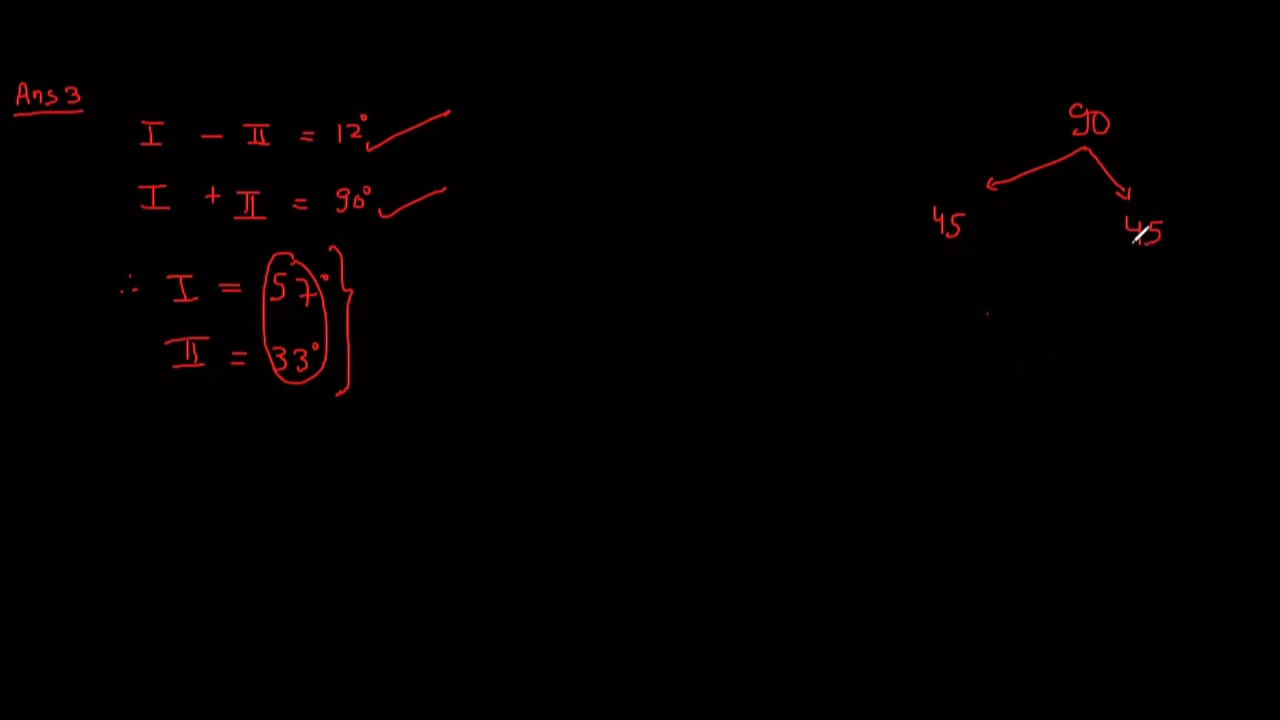 Ans 3
I - II = 12°
I + II = 90°
∴ I = 57°
II = 33°
90
45 45